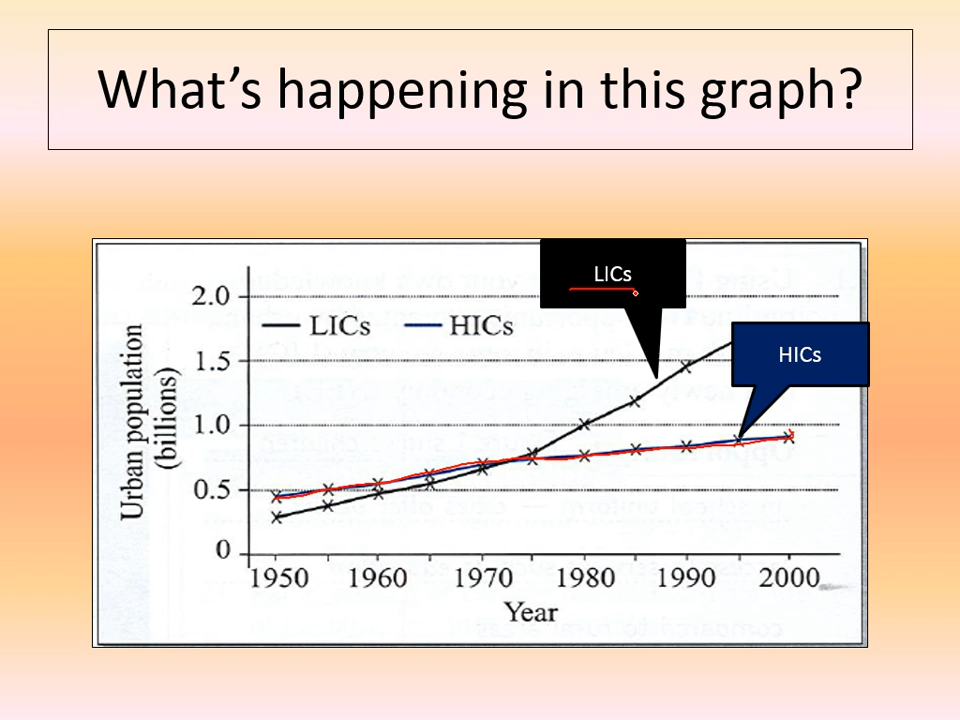 What's happening in this graph?
LICs
2.0
LICs HICs
HICs
1.5
1.0
0.5
0
Urban population
(billions)
1950 1960 1970 1980 1990 2000
Year